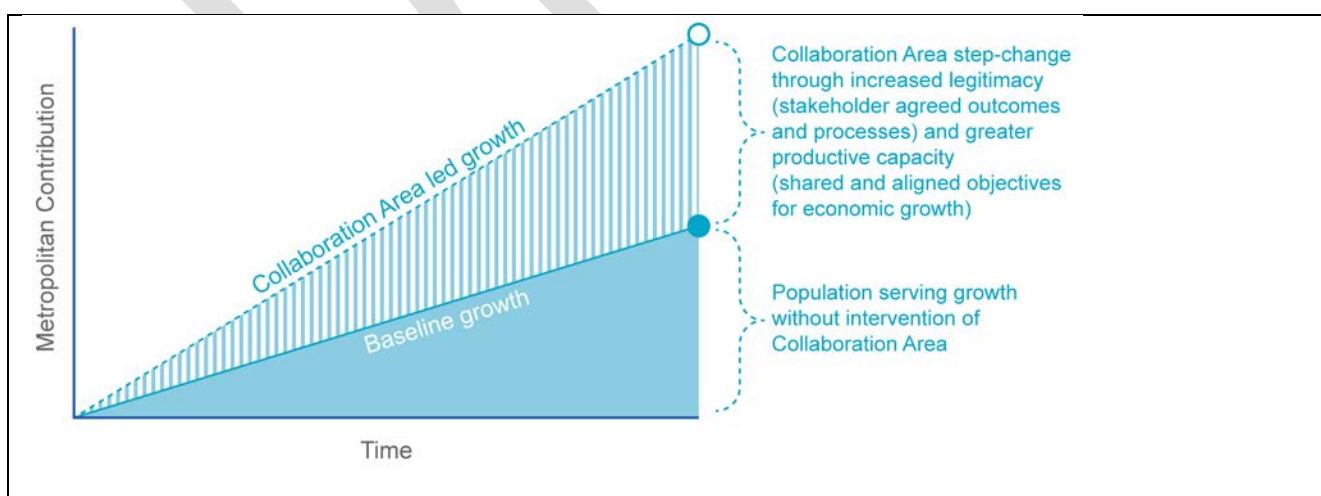 Metropolitan Contribution
Collaboration Area led growth
Baseline growth
Time
Collaboration Area step-change
through increased legitimacy
(stakeholder agreed outcomes
and processes) and greater
productive capacity
(shared and aligned objectives
for economic growth)
Population serving growth
without intervention of
Collaboration Area